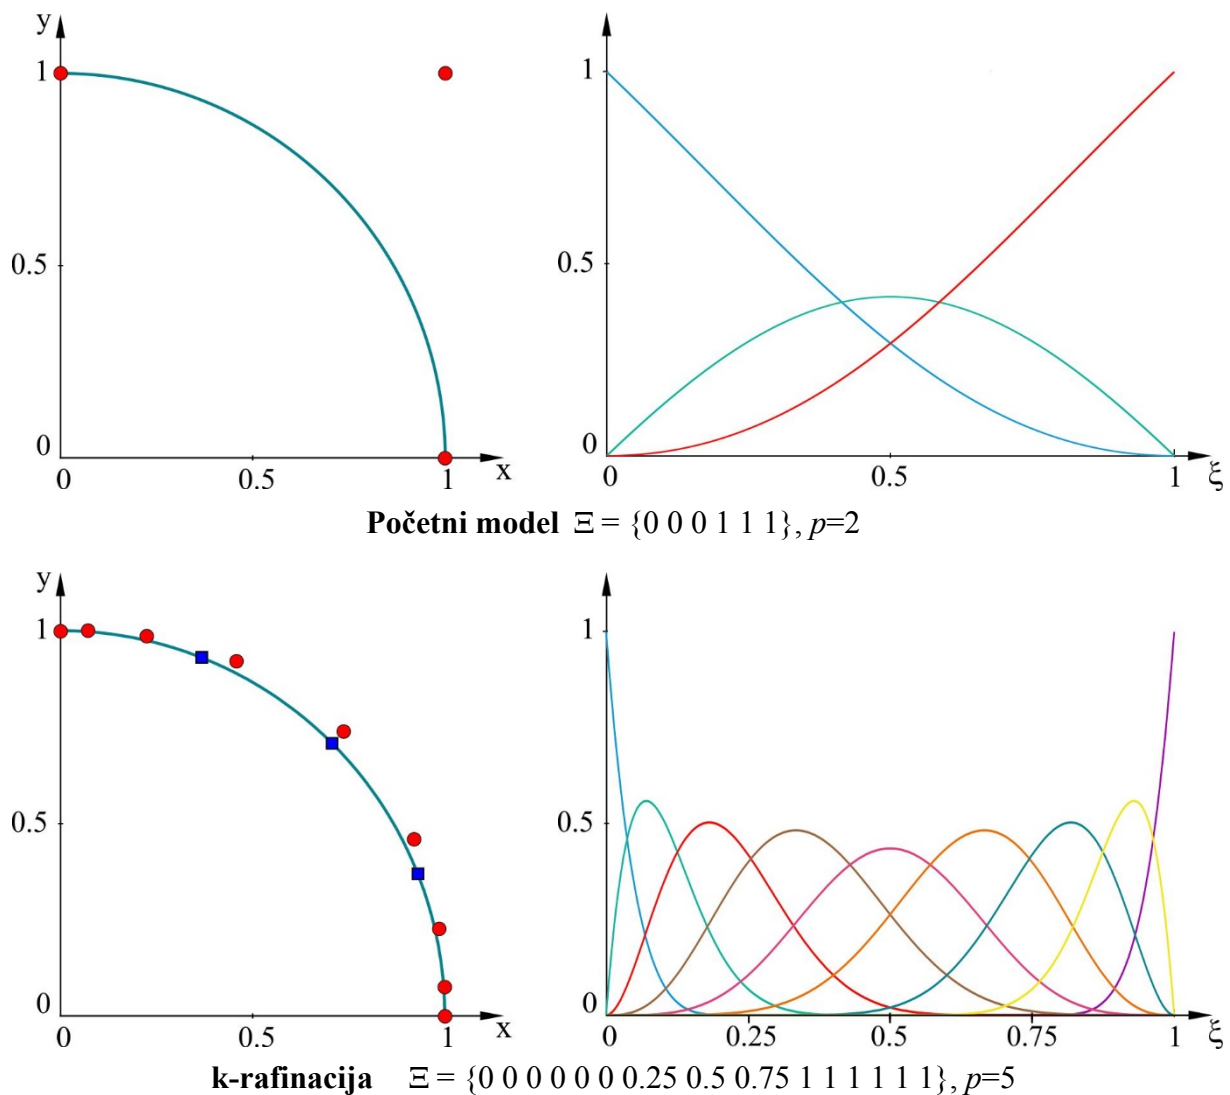 y
1
0.5
0
0 0.5 1 x
1
0.5
0
0 0.5 1 ξ
Početni model Ξ = {0 0 0 1 1 1}, p=2
y
1
0.5
0
0 0.5 1 x
1
0.5
0
0 0.25 0.5 0.75 1 ξ
k-rafinacija Ξ = {0 0 0 0 0 0 0.25 0.5 0.75 1 1 1 1 1 1}, p=5